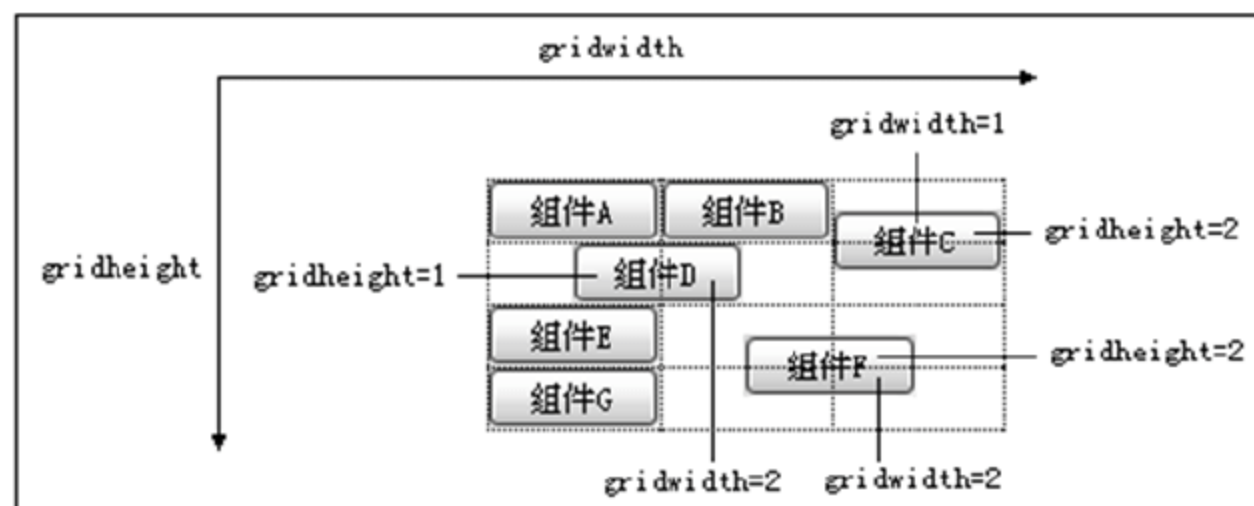 gridwidth
gridwidth=1
組件A
組件B
組件C
gridheight=2
gridheight
gridheight=1
組件D
組件E
組件F
gridheight=2
組件G
gridwidth=2
gridwidth=2